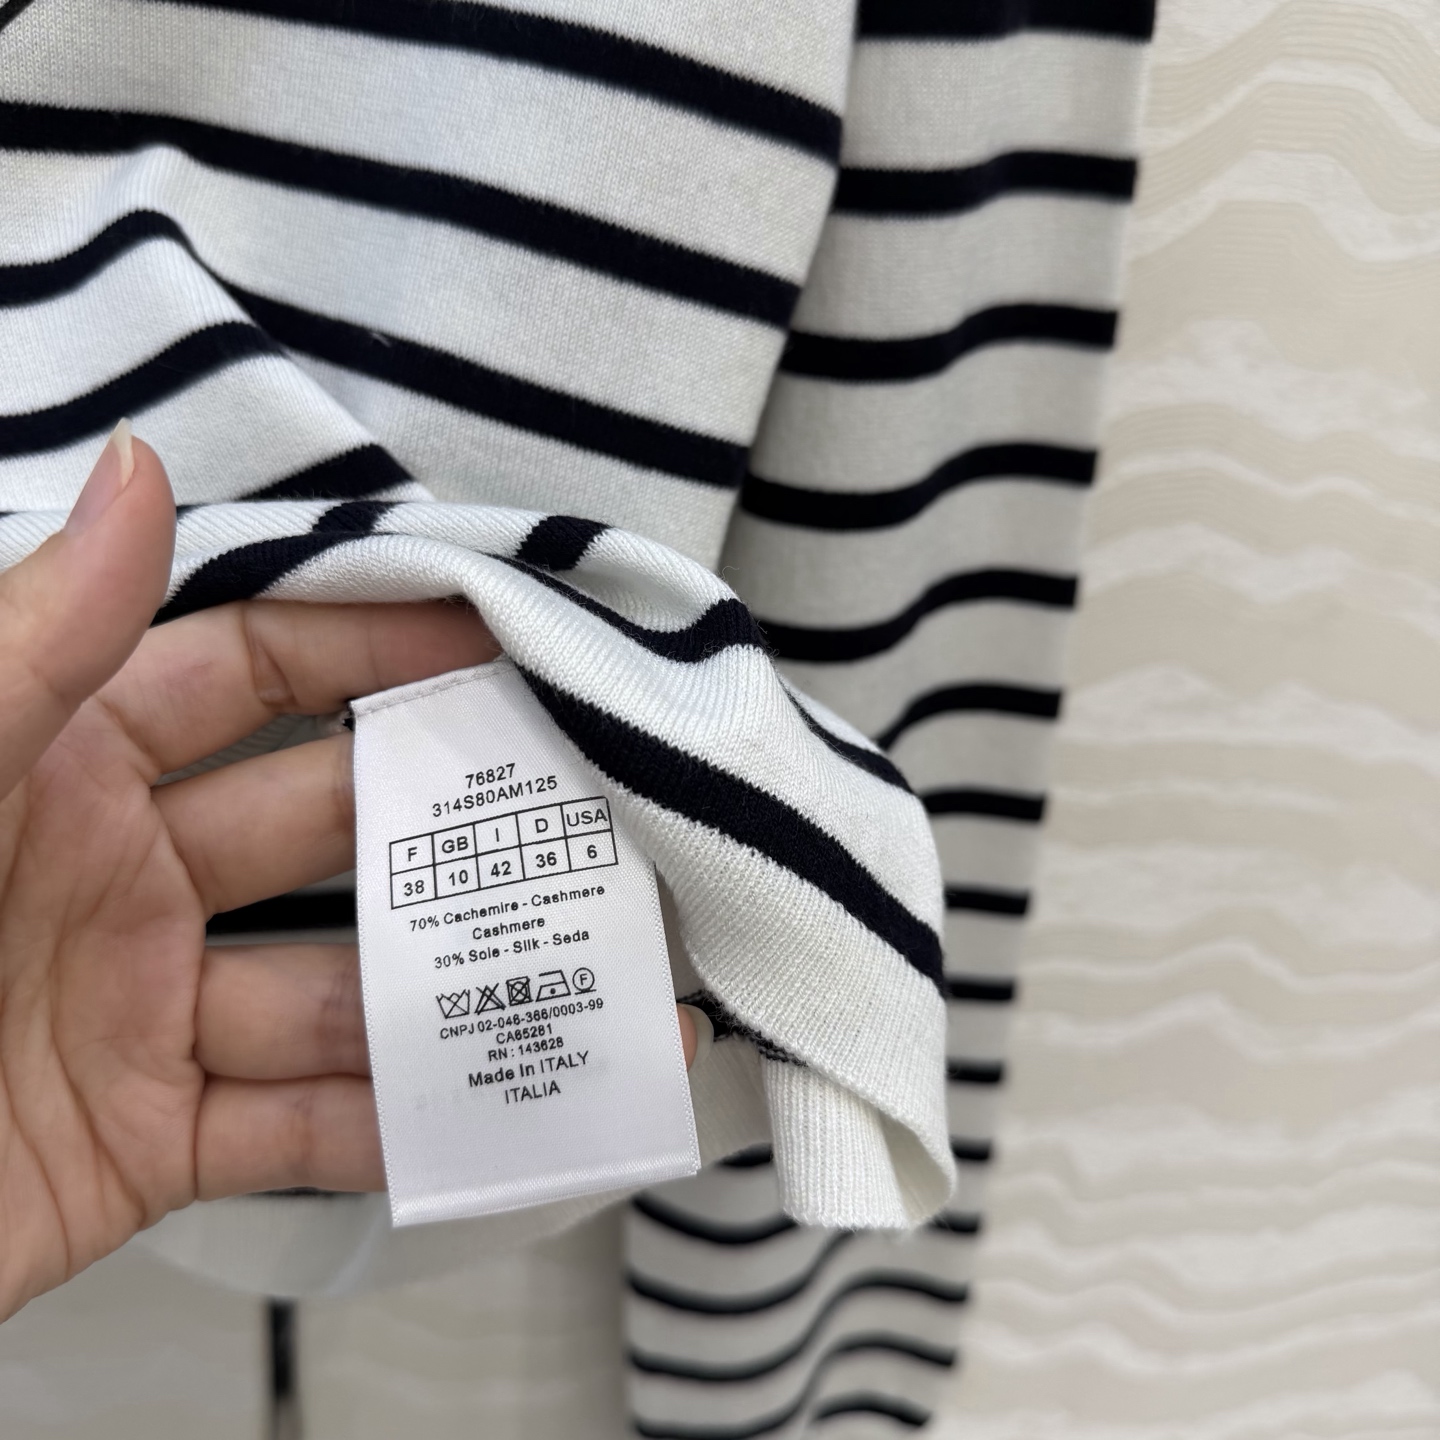 76827
314S80AM125
F GB I D USA
38 10 42 36 6
70% Cachemire - Cashmere
Cashmere
30% Sole - Silk - Seda
F
CNPJ 02-046-366/0003-99
CA65281
RN : 143628
Made In ITALY
ITALIA